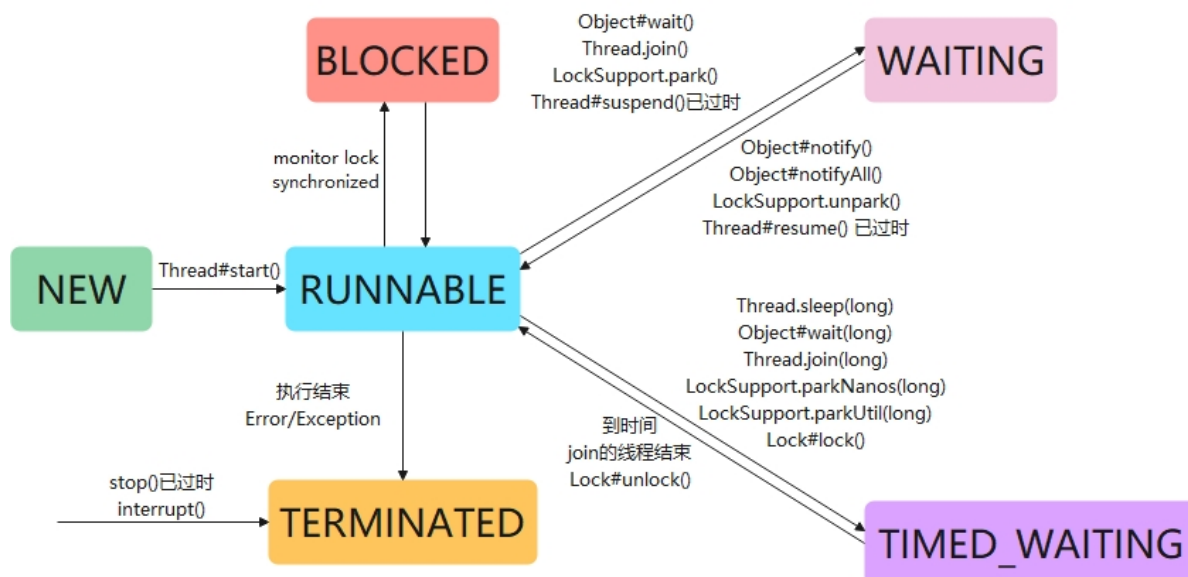 Object#wait()
Thread.join()
LockSupport.park()
Thread#suspend()已过时
BLOCKED
WAITING
monitor lock
synchronized
Object#notify()
Object#notifyAll()
LockSupport.unpark()
Thread#resume() 已过时
NEW
Thread#start()
RUNNABLE
Thread.sleep(long)
Object#wait(long)
Thread.join(long)
LockSupport.parkNanos(long)
LockSupport.parkUtil(long)
Lock#lock()
执行结束
Error/Exception
到时间
join的线程结束
Lock#unlock()
stop()已过时
interrupt()
TERMINATED
TIMED_WAITING